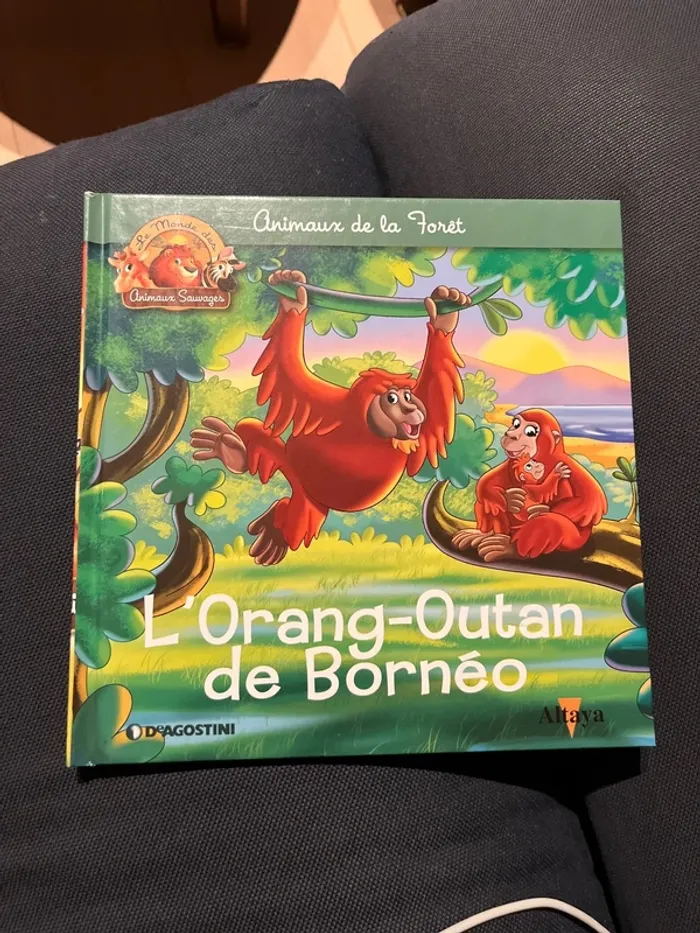 Animaux de la Forêt
Le Monde des
Animaux Sauvages
L'Orang-Outan
de Bornéo
DeAGOSTINI
Altaya